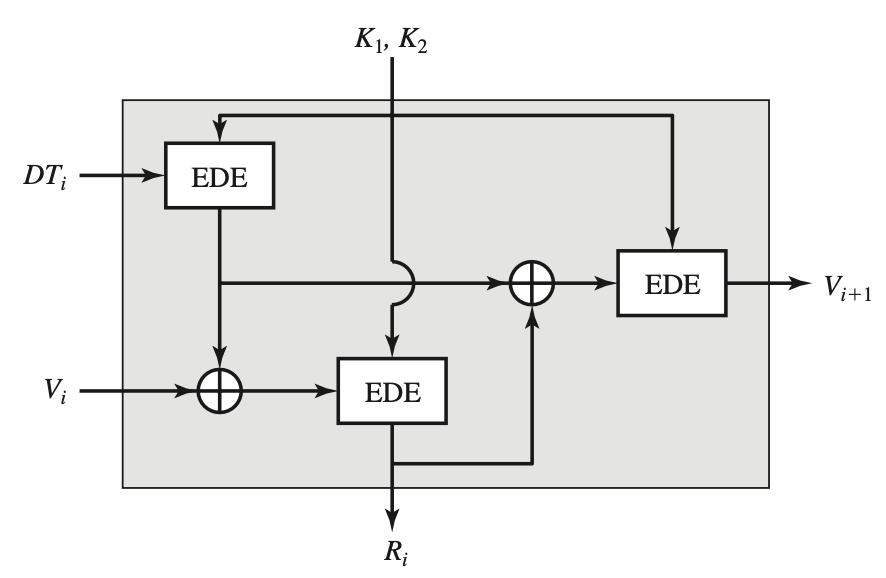 K₁, K₂
DTᵢ
EDE
EDE
Vᵢ₊₁
Vᵢ
EDE
Rᵢ